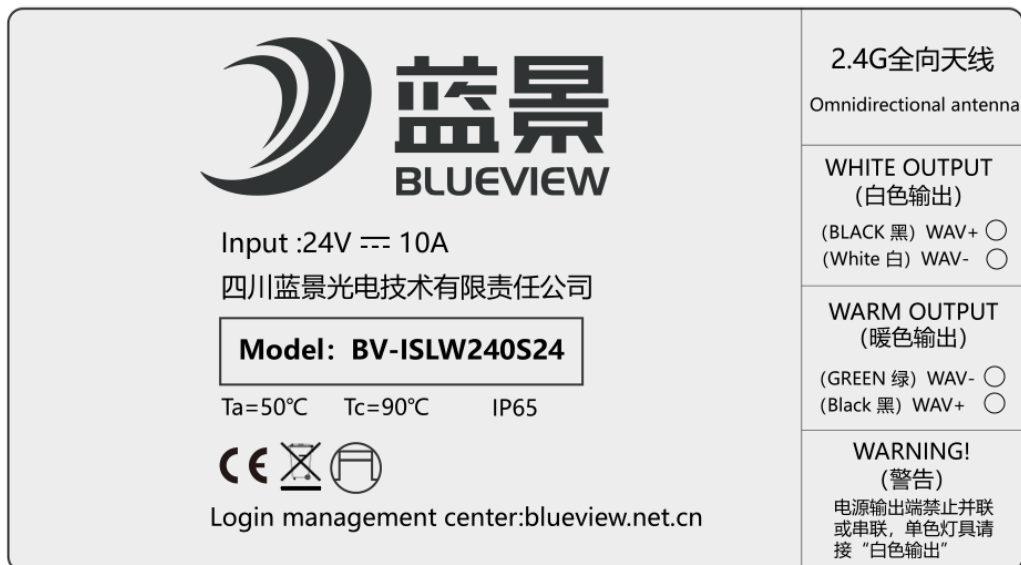 蓝景
BLUEVIEW
Input :24V ⎓ 10A
四川蓝景光电技术有限责任公司
Model：BV-ISLW240S24
Ta=50℃ Tc=90℃ IP65
CE
Login management center:blueview.net.cn
2.4G全向天线
Omnidirectional antenna
WHITE OUTPUT
（白色输出）
（BLACK 黑）WAV+
（White 白）WAV-
WARM OUTPUT
（暖色输出）
（GREEN 绿）WAV-
（Black 黑）WAV+
WARNING!
（警告）
电源输出端禁止并联
或串联，单色灯具请
接“白色输出”